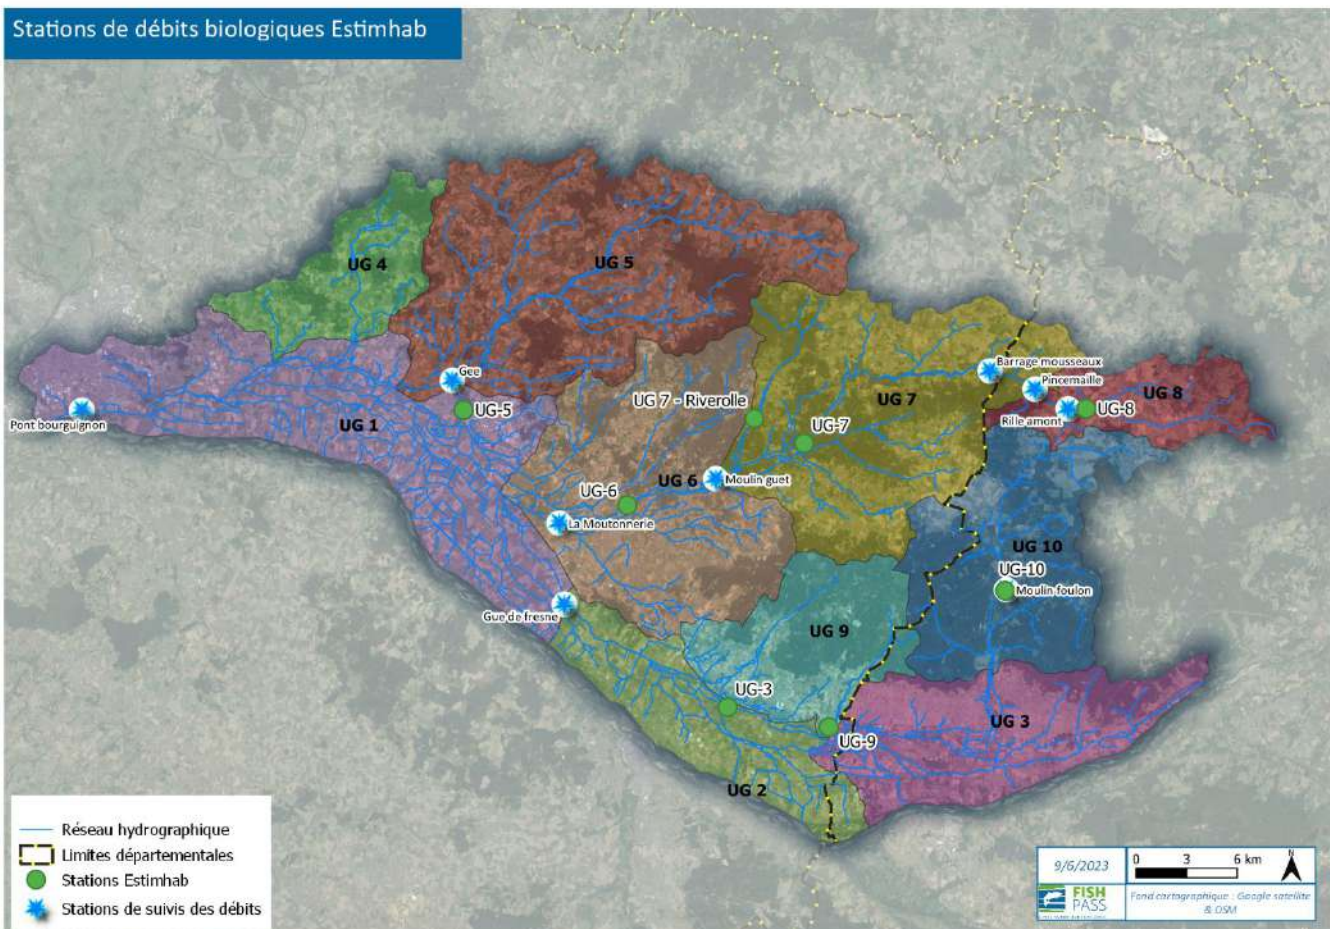 Stations de débits biologiques Estimhab
UG 4
UG 5
Barrage mousseaux
Gee
Pincemaille
UG 8
UG 7 - Riverolle
UG 7
UG-5
UG-8
Pont bourguignon
UG 1
Rille amont
UG-7
UG 6
Moulin guet
UG-6
La Moutonnerie
UG 10
UG-10
Moulin foulon
Gue de fresne
UG 9
UG-3
UG 3
UG-9
UG 2
Réseau hydrographique
Limites départementales
Stations Estimhab
Stations de suivis des débits
9/6/2023
0 3 6 km
N
FISH
PASS
Fond cartographique : Google satellite
& OSM